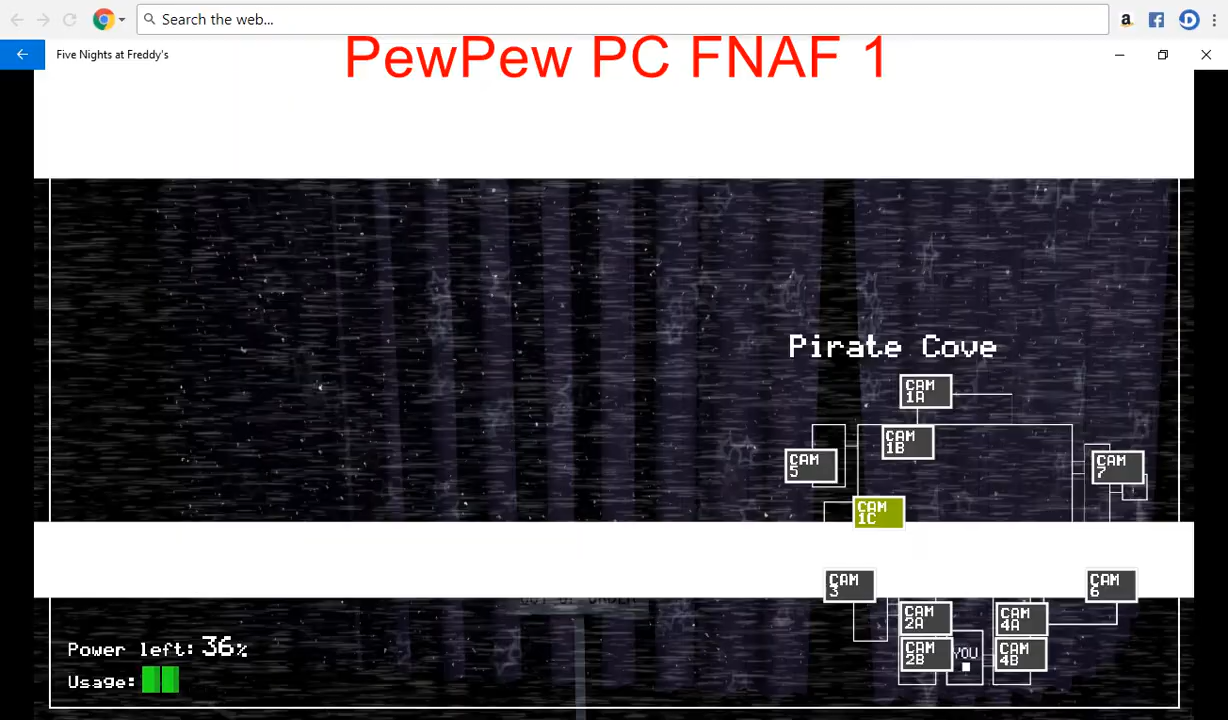 Search the web...
a
f
Five Nights at Freddy's
PewPew PC FNAF 1
Pirate Cove
CAM
1A
CAM
1B
CAM
5
CAM
7
CAM
1C
CAM
3
CAM
6
CAM
2A
CAM
4A
CAM
2B
YOU
CAM
4B
Power left: 36%
Usage: